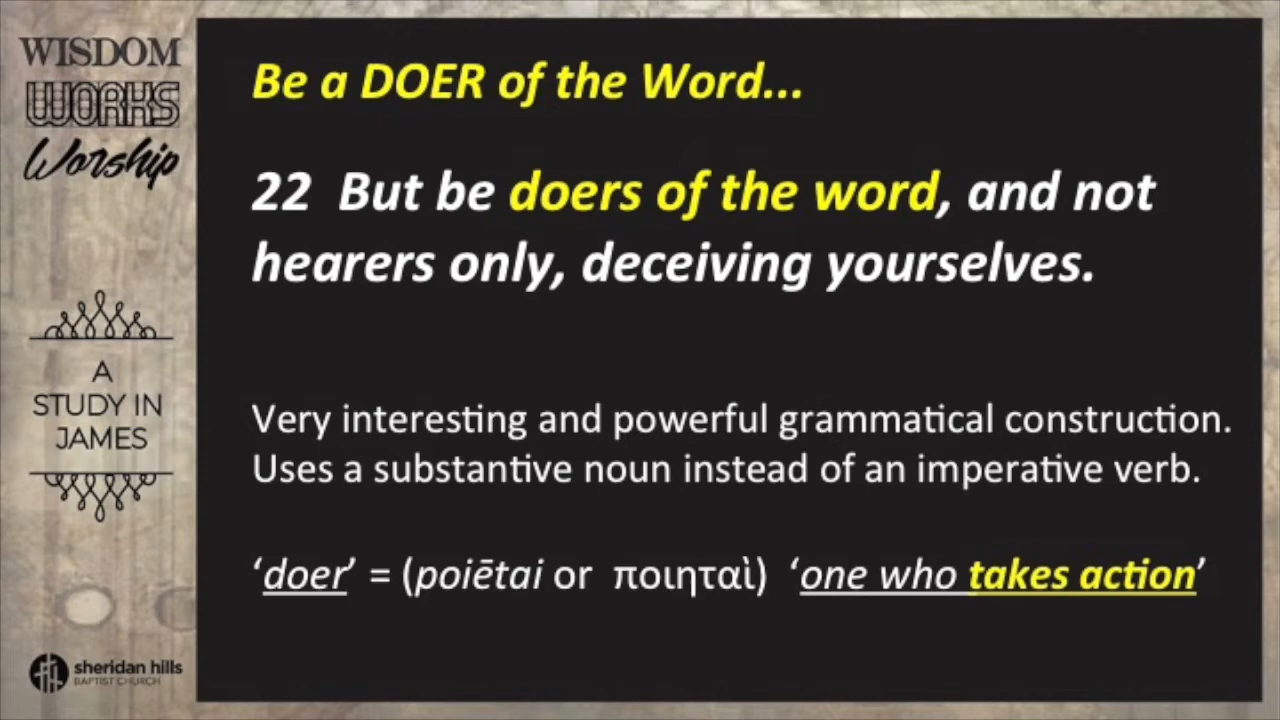 WISDOM
WORKS
Worship
A
STUDY IN
JAMES
sheridan hills
BAPTIST CHURCH
Be a DOER of the Word...
22 But be doers of the word, and not
hearers only, deceiving yourselves.
Very interesting and powerful grammatical construction.
Uses a substantive noun instead of an imperative verb.
‘doer’ = (poiētai or ποιηταὶ) ‘one who takes action’